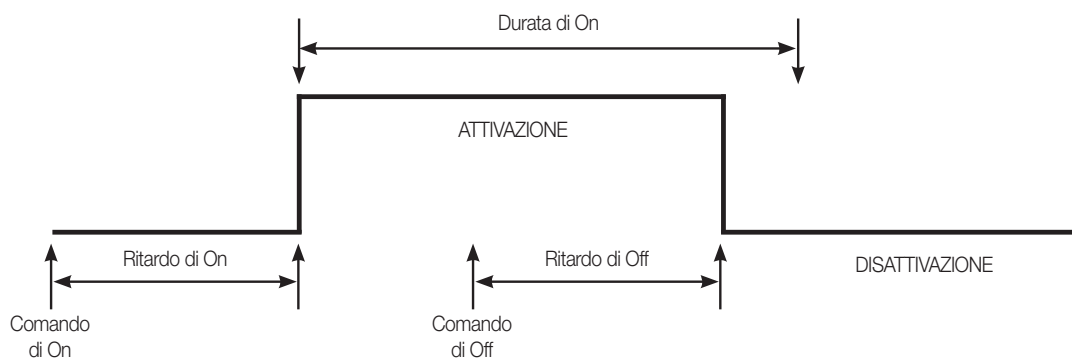 Durata di On
ATTIVAZIONE
Ritardo di On
Ritardo di Off
DISATTIVAZIONE
Comando
di On
Comando
di Off